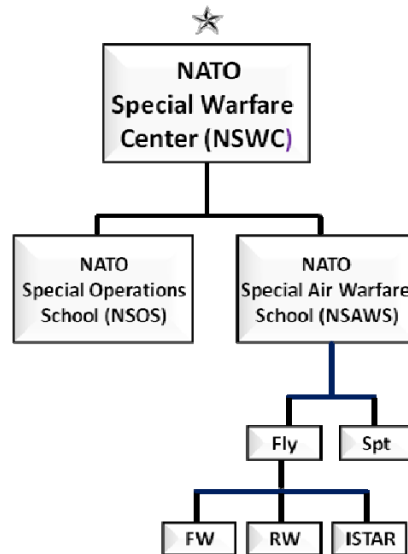 NATO
Special Warfare
Center (NSWC)
NATO
Special Operations
School (NSOS)
NATO
Special Air Warfare
School (NSAWS)
Fly
Spt
FW
RW
ISTAR